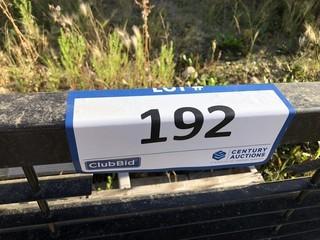 LOT #
192
ClubBid
CENTURY
AUCTIONS